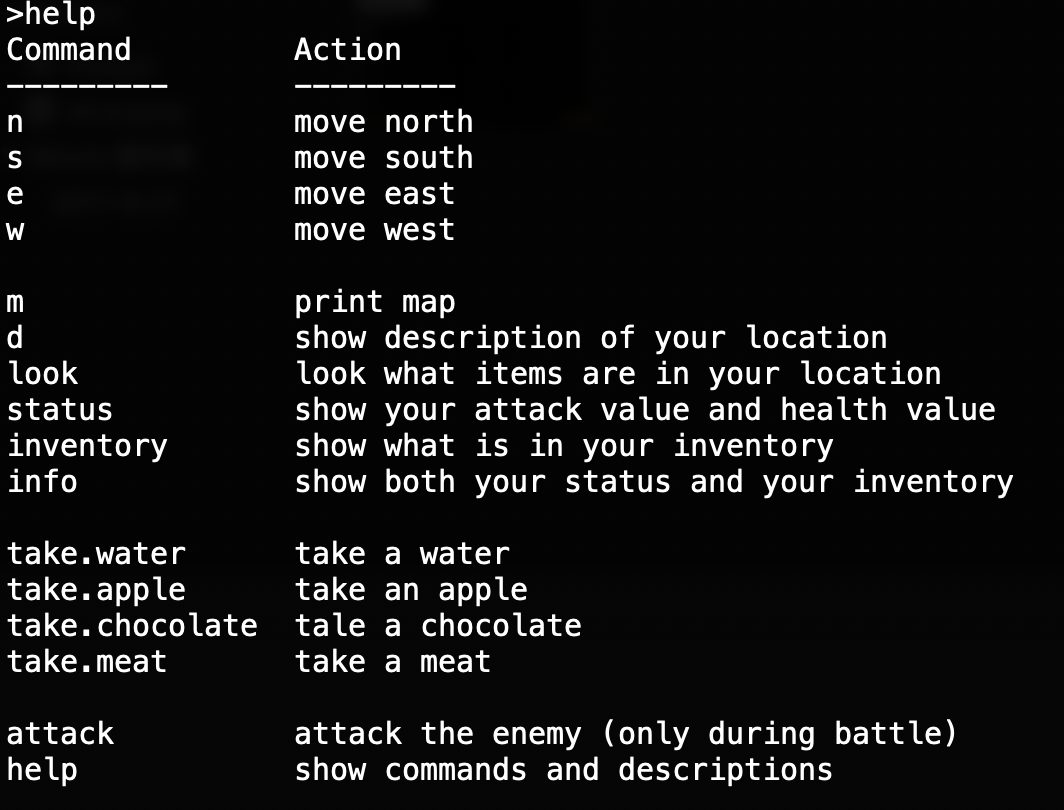 >help
Command Action
--------- ---------
n move north
s move south
e move east
w move west
m print map
d show description of your location
look look what items are in your location
status show your attack value and health value
inventory show what is in your inventory
info show both your status and your inventory
take.water take a water
take.apple take an apple
take.chocolate tale a chocolate
take.meat take a meat
attack attack the enemy (only during battle)
help show commands and descriptions